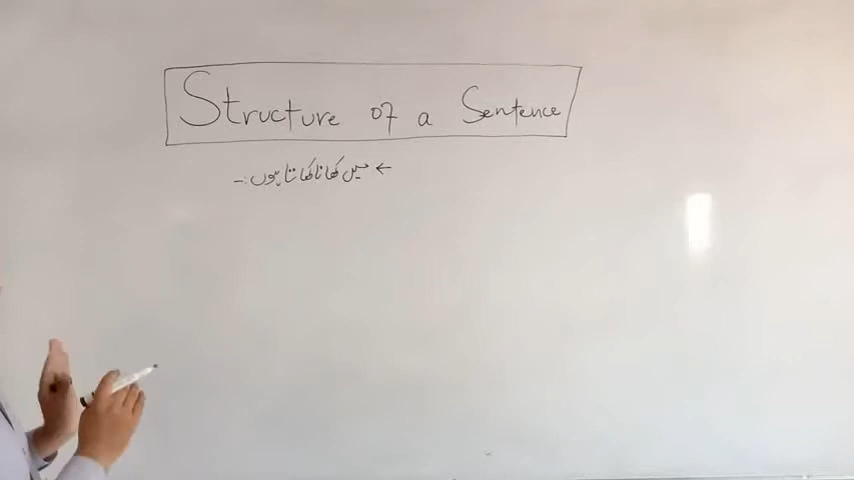 Structure of a Sentence
← میں کھانا کھاتا ہوں :-